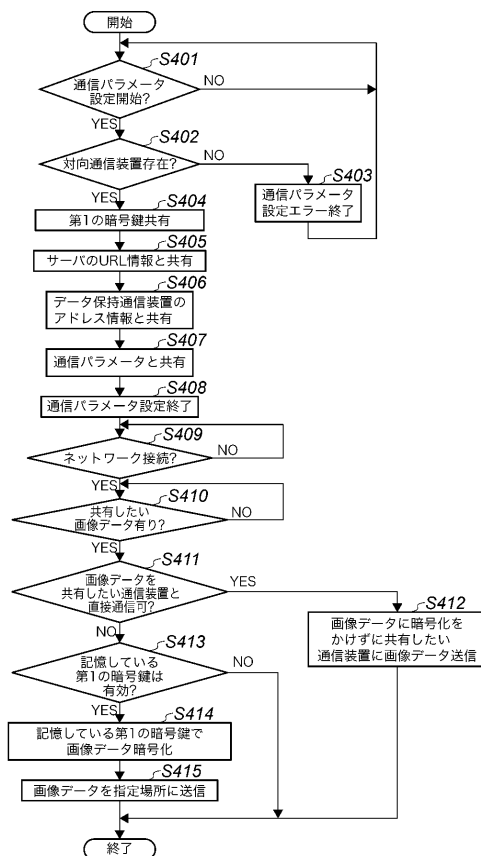 開始
S401
通信パラメータ
設定開始?
NO
YES
S402
対向通信装置存在?
NO
S403
通信パラメータ
設定エラー終了
YES
S404
第1の暗号鍵共有
S405
サーバのURL情報と共有
S406
データ保持通信装置の
アドレス情報と共有
S407
通信パラメータと共有
S408
通信パラメータ設定終了
S409
ネットワーク接続?
NO
YES
S410
共有したい
画像データ有り?
NO
YES
S411
画像データを
共有したい通信装置と
直接通信可?
YES
S412
画像データに暗号化を
かけずに共有したい
通信装置に画像データ送信
NO
S413
記憶している
第1の暗号鍵は
有効?
NO
YES
S414
記憶している第1の暗号鍵で
画像データ暗号化
S415
画像データを指定場所に送信
終了